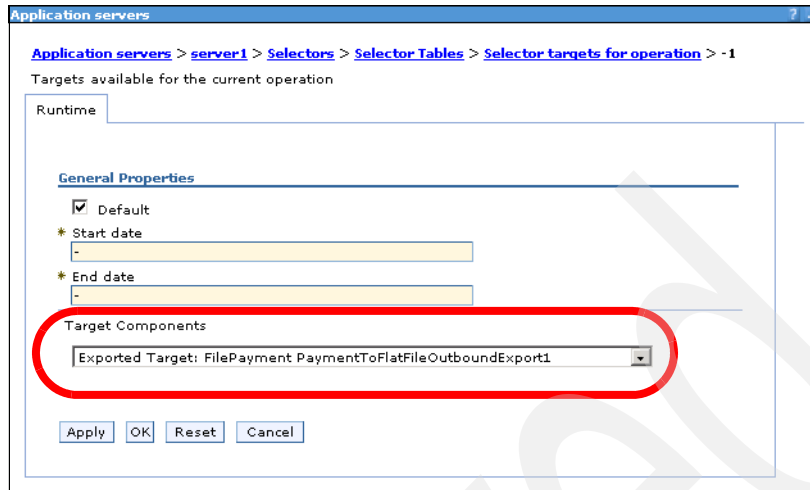 Application servers ?
Application servers > server1 > Selectors > Selector Tables > Selector targets for operation > -1
Targets available for the current operation
Runtime
General Properties
Default
* Start date
-
* End date
-
Target Components
Exported Target: FilePayment PaymentToFlatFileOutboundExport1
Apply OK Reset Cancel